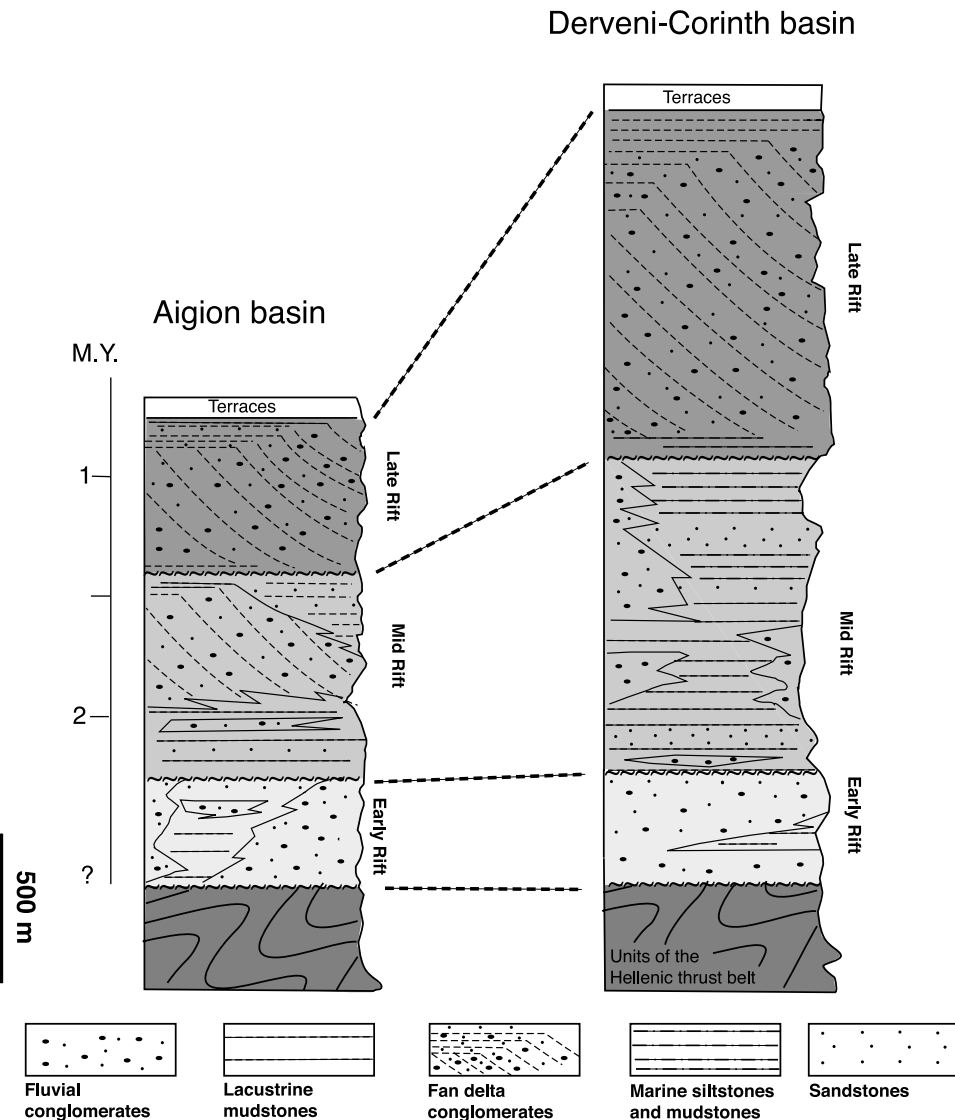 Derveni-Corinth basin
Terraces
Late Rift
Mid Rift
Early Rift
Units of the
Hellenic thrust belt
Aigion basin
M.Y.
Terraces
1
2
?
Late Rift
Mid Rift
Early Rift
500 m
Fluvial
conglomerates
Lacustrine
mudstones
Fan delta
conglomerates
Marine siltstones
and mudstones
Sandstones